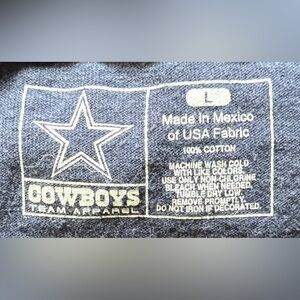 COWBOYS
TEAM APPAREL
L
Made In Mexico
of USA Fabric
100% COTTON
MACHINE WASH COLD
WITH LIKE COLORS.
USE ONLY NON-CHLORINE
BLEACH WHEN NEEDED.
TUMBLE DRY LOW.
REMOVE PROMPTLY.
DO NOT IRON IF DECORATED.